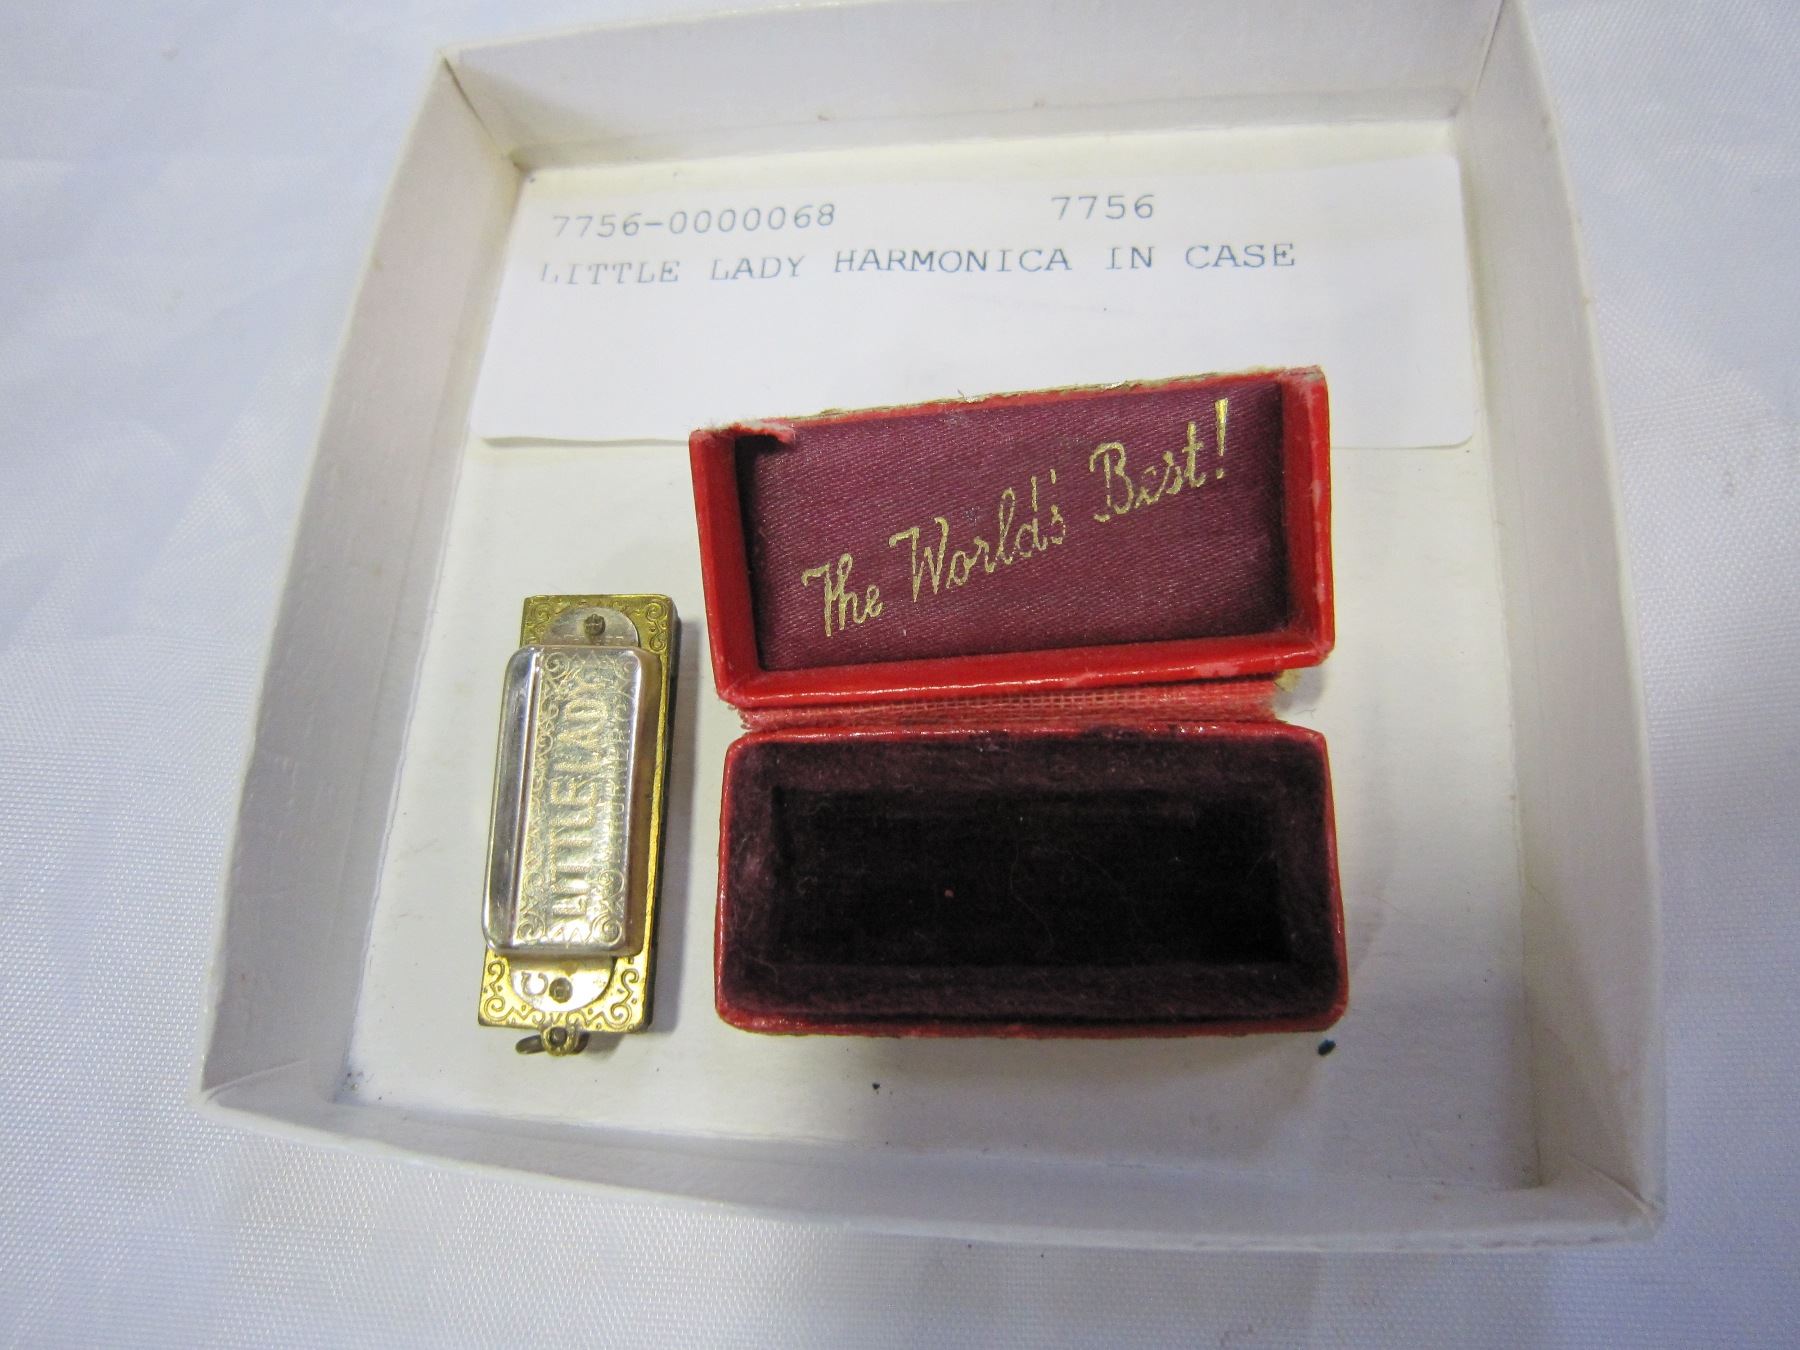 7756-0000068 7756
LITTLE LADY HARMONICA IN CASE
The World's Best!
LITTLE LADY